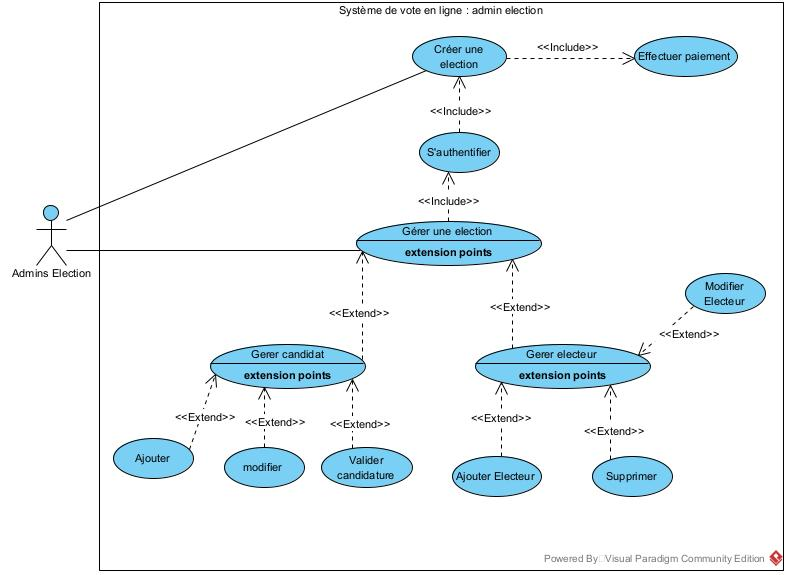 Système de vote en ligne : admin election
Créer une
election
<<Include>>
Effectuer paiement
<<Include>>
S'authentifier
<<Include>>
Gérer une election
extension points
Admins Election
<<Extend>>
<<Extend>>
Modifier
Electeur
<<Extend>>
Gerer candidat
extension points
Gerer electeur
extension points
<<Extend>>
<<Extend>>
<<Extend>>
<<Extend>>
<<Extend>>
Ajouter
modifier
Valider
candidature
Ajouter Electeur
Supprimer
Powered By Visual Paradigm Community Edition